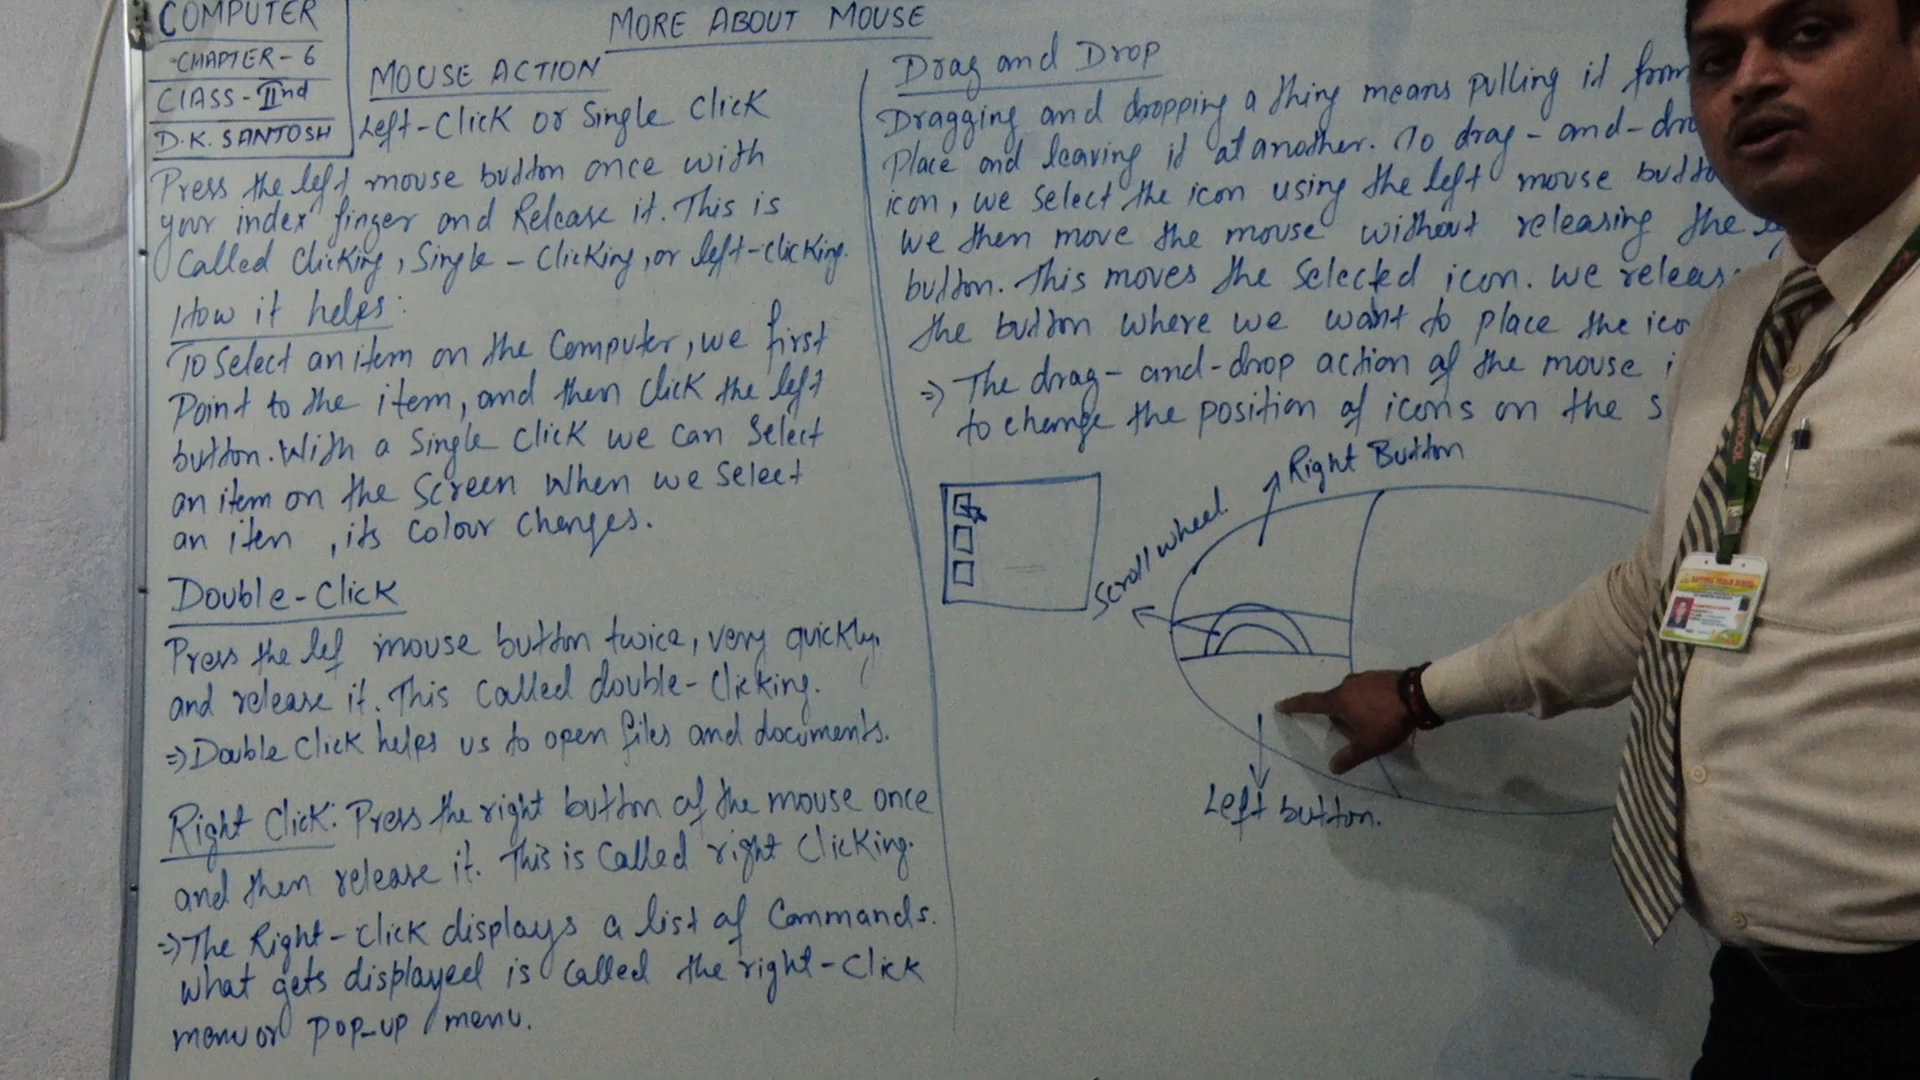 COMPUTER
CHAPTER - 6
CLASS - IInd
D.K. SANTOSH
MORE ABOUT MOUSE
MOUSE ACTION
Left-Click or Single Click
Press the left mouse button once with
your index finger and Release it. This is
Called Clicking, Single - Clicking, or left-clicking.
How it helps:
To Select an item on the Computer, we first
Point to the item, and then Click the left
button. With a Single Click we can Select
an item on the Screen When we Select
an iten , its Colour Changes.
Double-Click
Press the lef mouse button twice, very quickly,
and release it. This Called double-Clicking.
⇒ Double Click helps us to open files and documents.
Right Click: Press the right button of the mouse once
and then release it. This is Called right Clicking.
⇒ The Right-Click displays a list of Commands.
What gets displayed is Called the right-Click
menu or POP-UP menu.
Drag and Drop
Dragging and dropping a thing means pulling it from
Place and leaving it at another. To drag - and - dro
icon, we Select the icon using the left mouse butto
We then move the mouse without releasing the
button. This moves the Selected icon. We releas
the button where we want to place the ico
⇒ The drag - and - drop action of the mouse i
to change the position of icons on the s
Right Button
Scroll wheel
Left button.